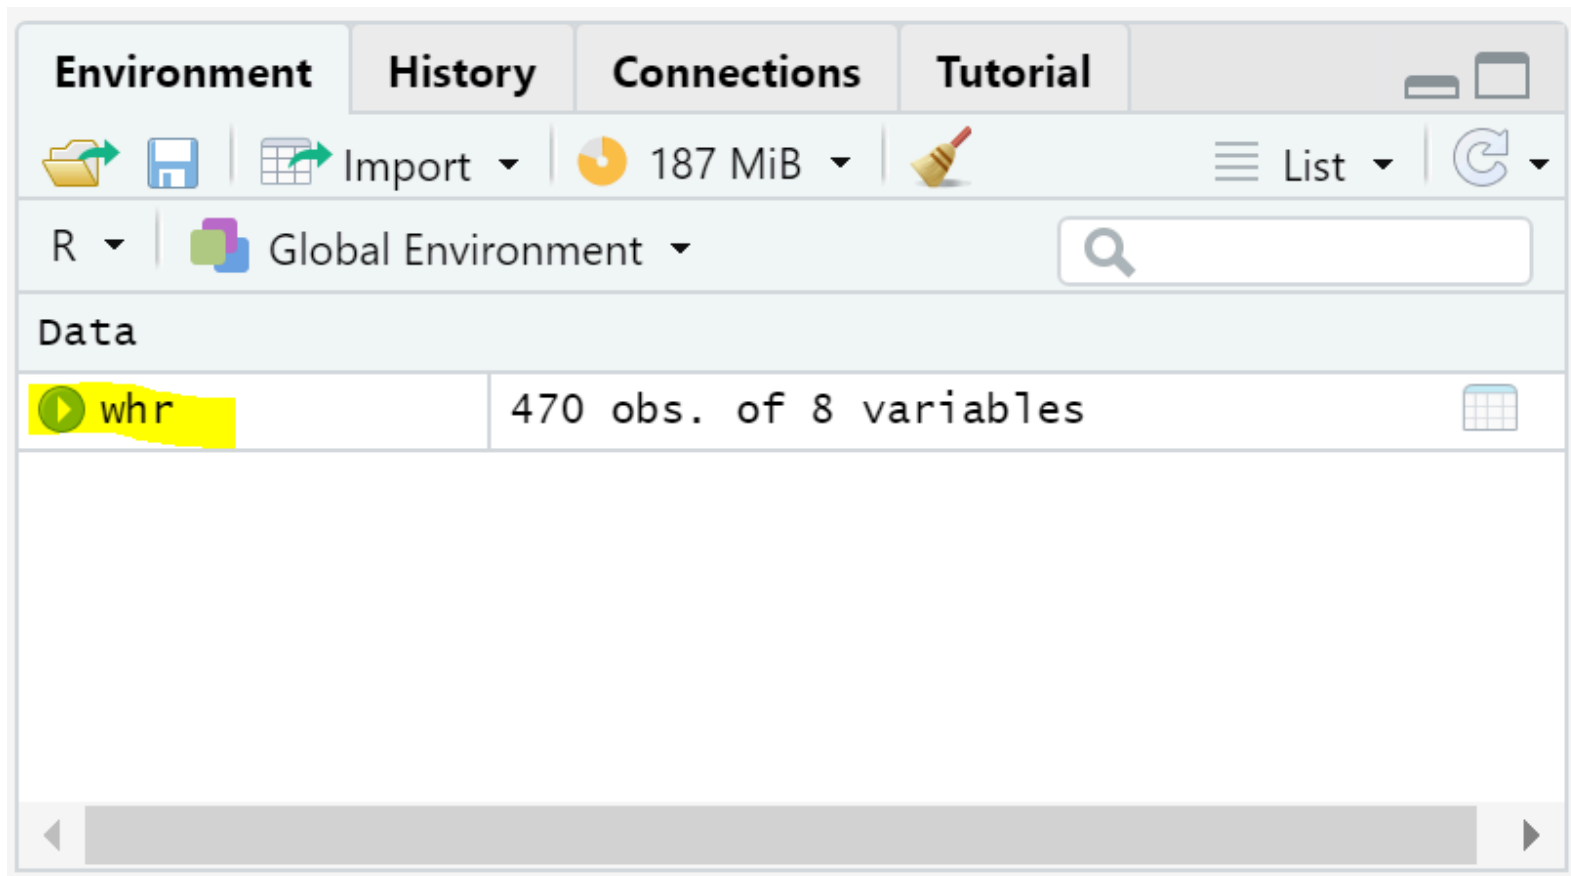 Environment History Connections Tutorial
Import 187 MiB List
R Global Environment
Data
whr 470 obs. of 8 variables